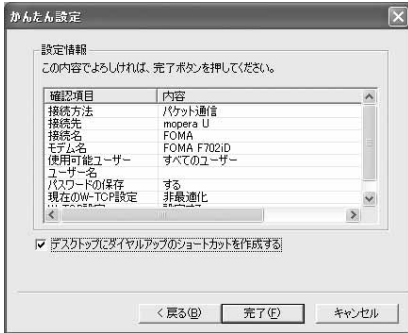 かんたん設定
設定情報
この内容でよろしければ、完了ボタンを押してください。
確認項目 内容
接続方法 パケット通信
接続先 mopera U
接続名 FOMA
モデム名 FOMA F702iD
使用可能ユーザー すべてのユーザー
ユーザー名
パスワードの保存 する
現在のW-TCP設定 非最適化
デスクトップにダイヤルアップのショートカットを作成する
< 戻る(B) 完了(F) キャンセル